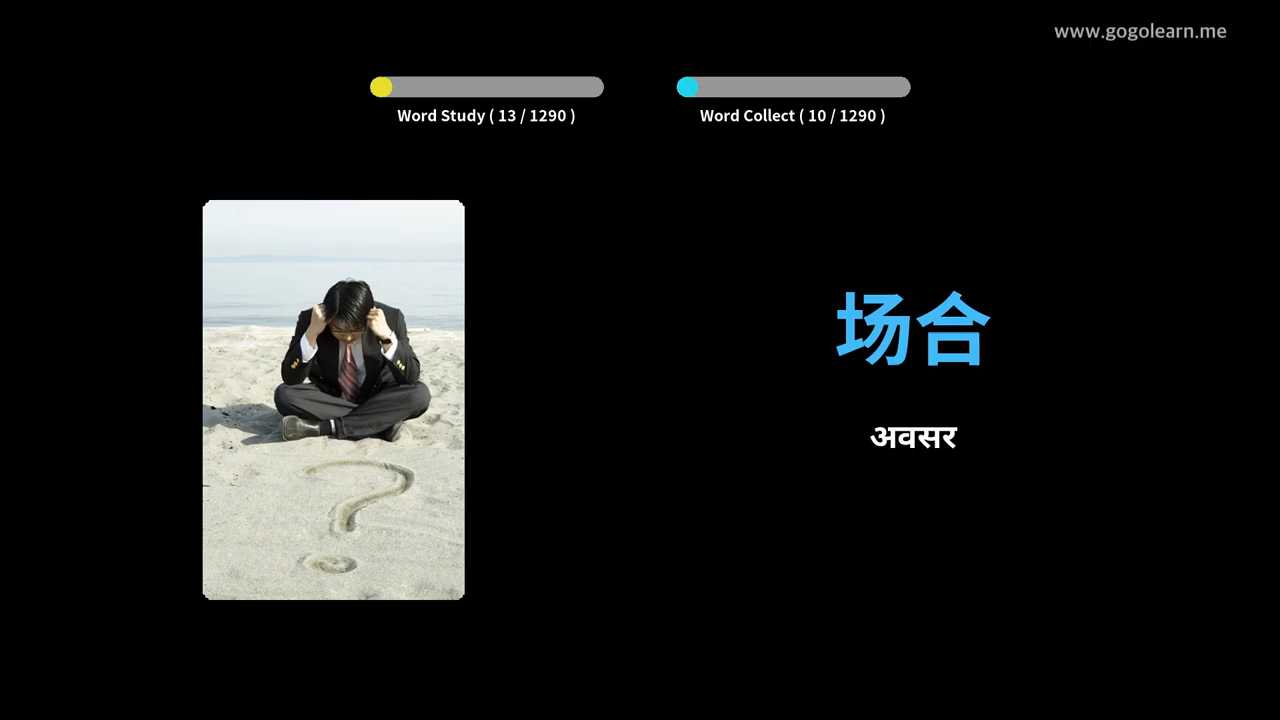 www.gogolearn.me
Word Study ( 13 / 1290 )
Word Collect ( 10 / 1290 )
场合
अवसर
?